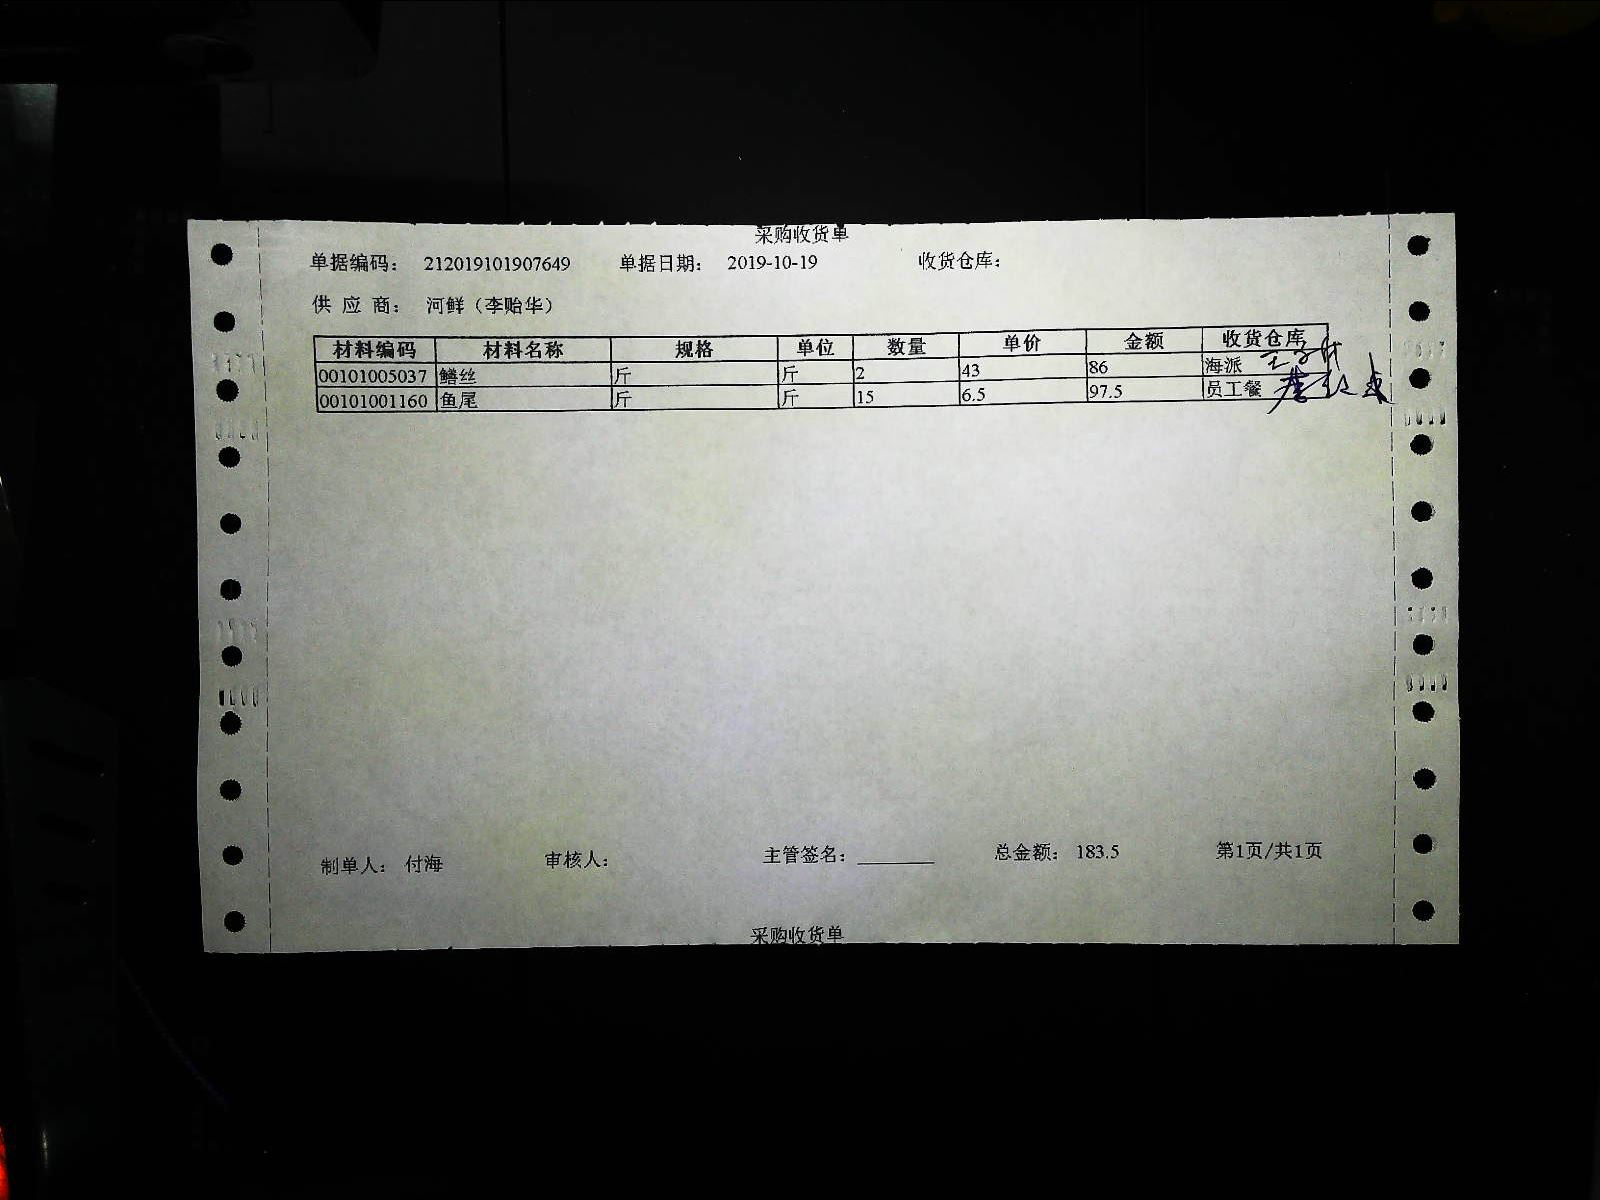 采购收货单
单据编码： 212019101907649 单据日期： 2019-10-19 收货仓库：
供 应 商： 河鲜（李贻华）
材料编码 材料名称 规格 单位 数量 单价 金额 收货仓库
00101005037 鳝丝 斤 斤 2 43 86 海派
00101001160 鱼尾 斤 斤 15 6.5 97.5 员工餐
制单人： 付海 审核人： 主管签名： 总金额： 183.5 第1页/共1页
采购收货单